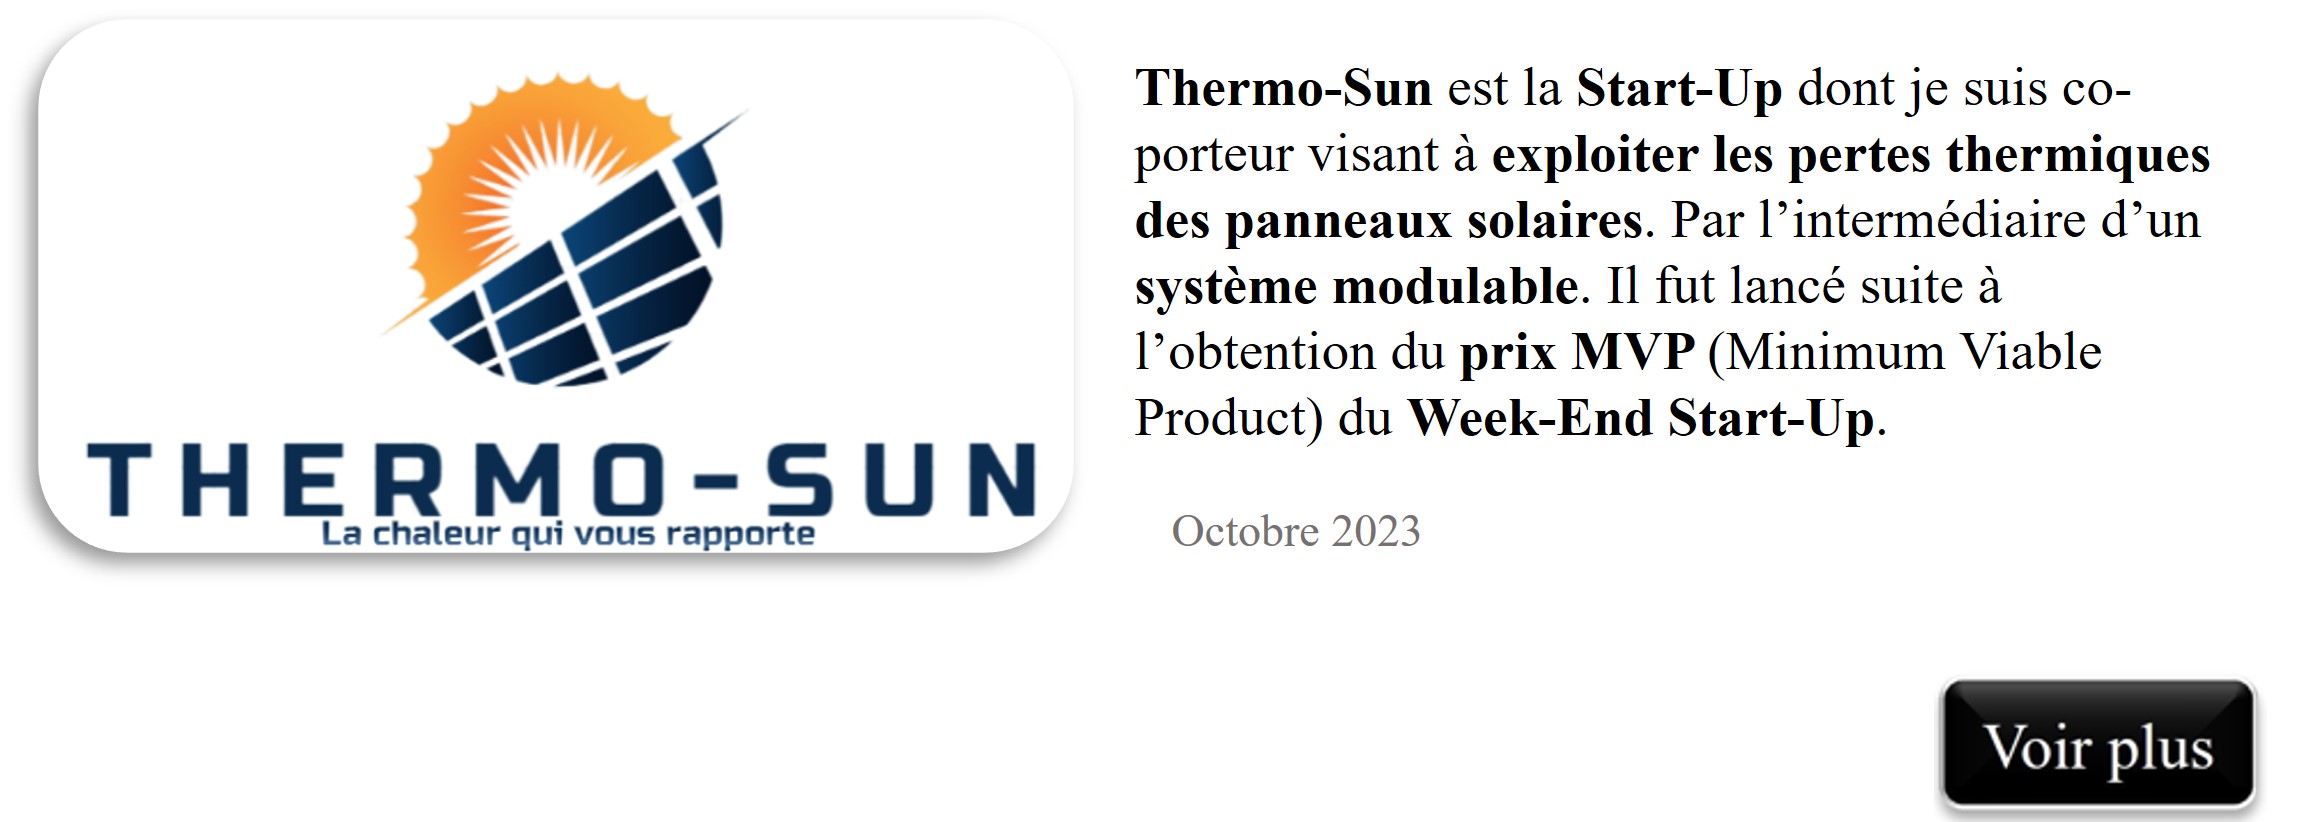 THERMO-SUN
La chaleur qui vous rapporte
Thermo-Sun est la Start-Up dont je suis co-
porteur visant à exploiter les pertes thermiques
des panneaux solaires. Par l’intermédiaire d’un
système modulable. Il fut lancé suite à
l’obtention du prix MVP (Minimum Viable
Product) du Week-End Start-Up.
Octobre 2023
Voir plus